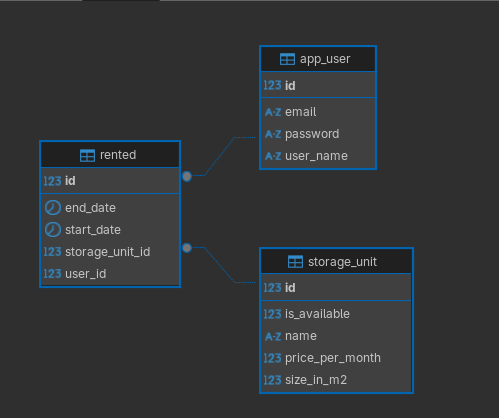 app_user
123 id
A-Z email
A-Z password
A-Z user_name
rented
123 id
end_date
start_date
123 storage_unit_id
123 user_id
storage_unit
123 id
123 is_available
A-Z name
123 price_per_month
123 size_in_m2